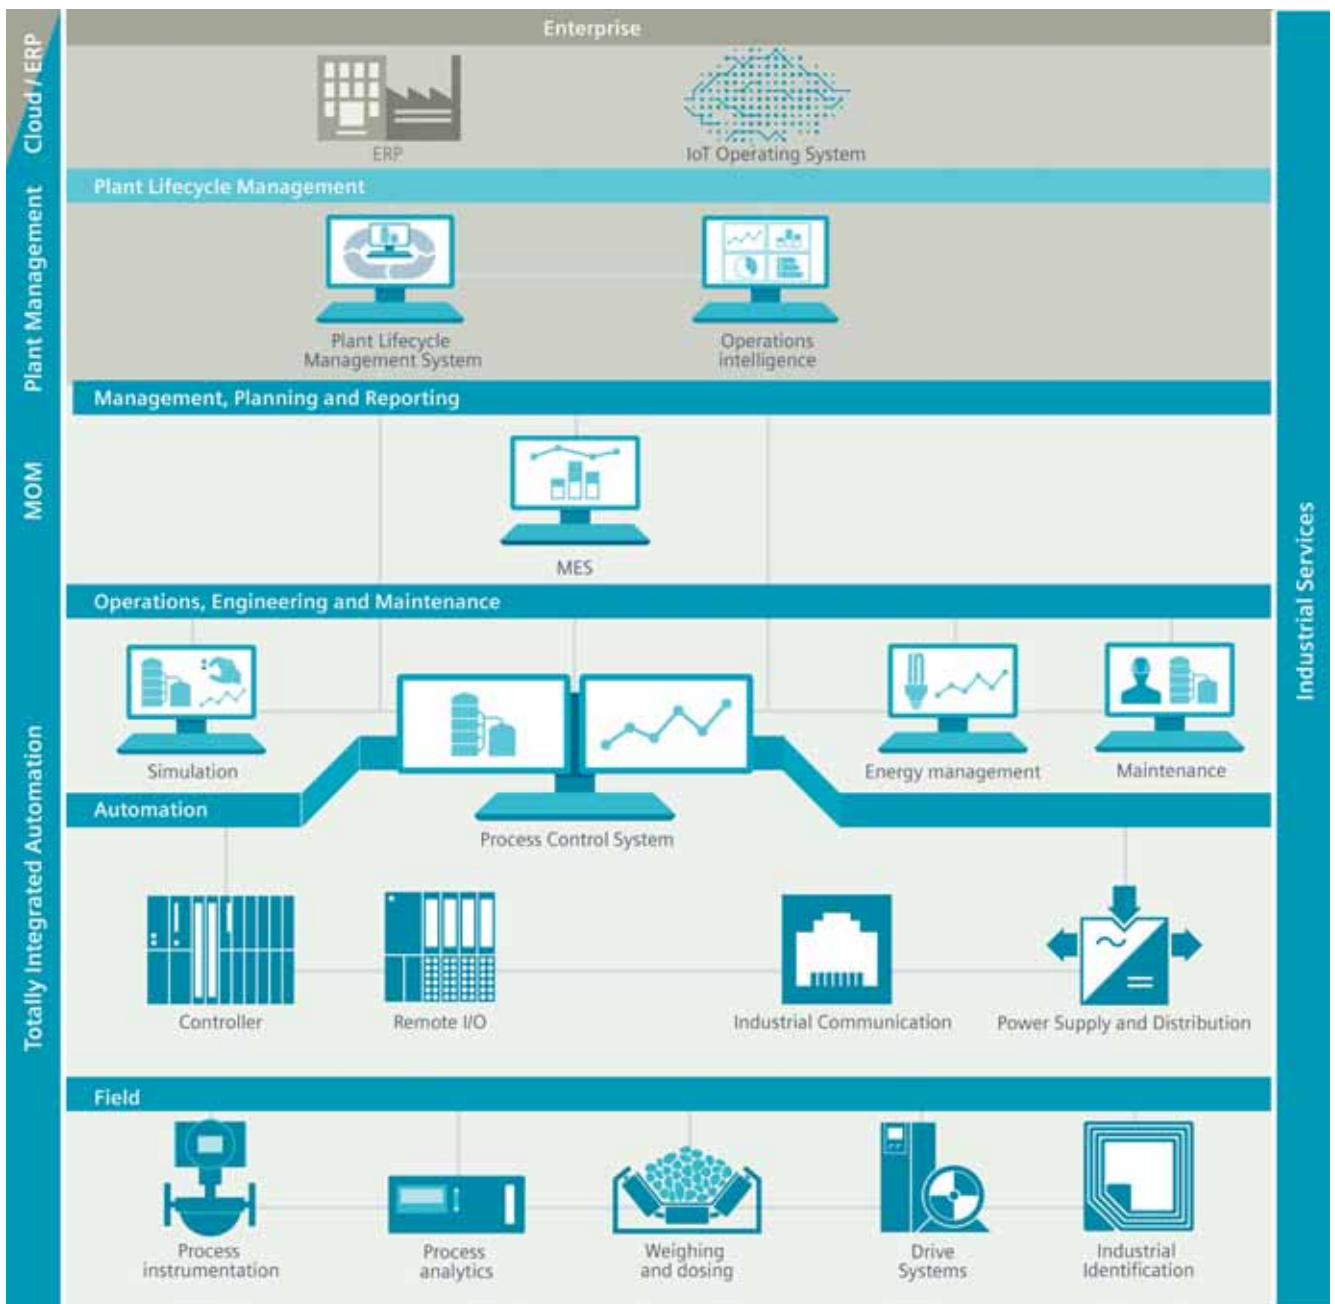 Enterprise
Cloud / ERP
ERP
IoT Operating System
Plant Lifecycle Management
Plant Management
Plant Lifecycle
Management System
Operations
intelligence
Management, Planning and Reporting
MOM
MES
Industrial Services
Operations, Engineering and Maintenance
Simulation
Energy management
Maintenance
Totally Integrated Automation
Automation
Process Control System
Controller
Remote I/O
Industrial Communication
Power Supply and Distribution
Field
Process
instrumentation
Process
analytics
Weighing
and dosing
Drive
Systems
Industrial
Identification